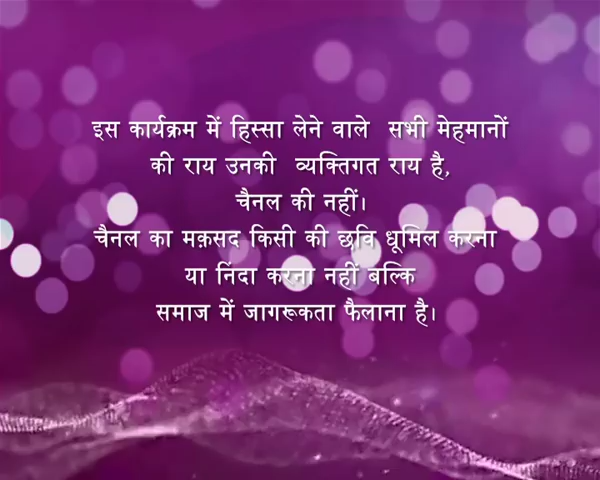 इस कार्यक्रम में हिस्सा लेने वाले सभी मेहमानों
की राय उनकी व्यक्तिगत राय है,
चैनल की नहीं।
चैनल का मक़सद किसी की छवि धूमिल करना
या निंदा करना नहीं बल्कि
समाज में जागरूकता फैलाना है।